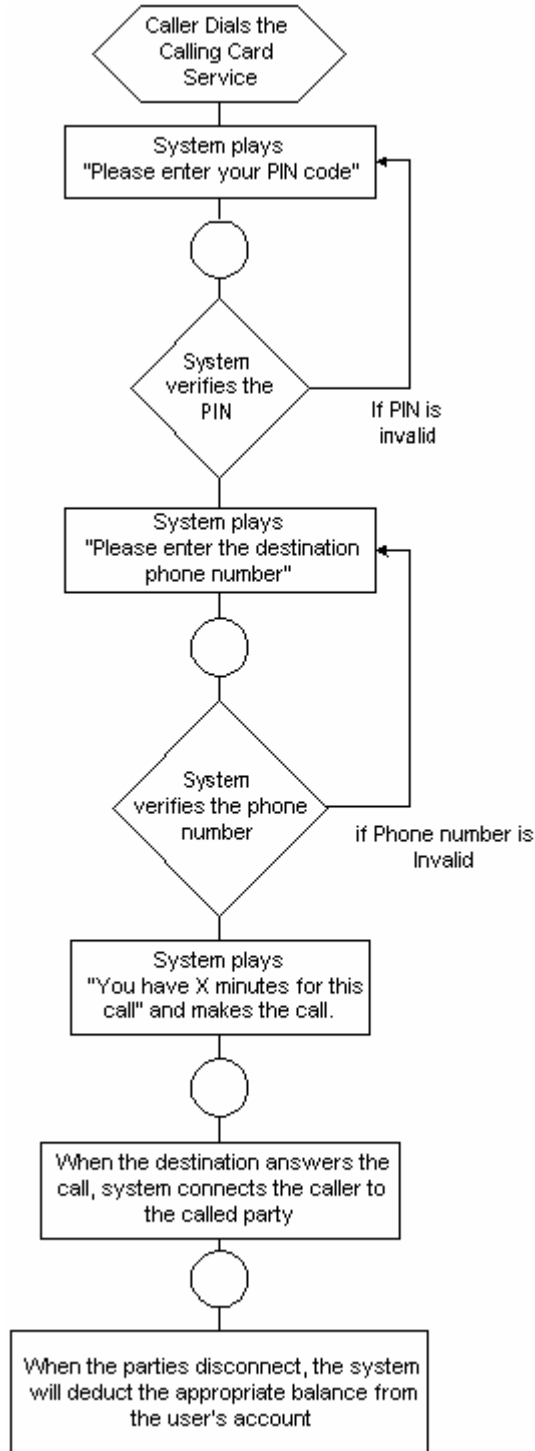 Caller Dials the
Calling Card
Service
System plays
"Please enter your PIN code"
System
verifies the
PIN
If PIN is
invalid
System plays
"Please enter the destination
phone number"
System
verifies the phone
number
if Phone number is
Invalid
System plays
"You have X minutes for this
call" and makes the call.
When the destination answers the
call, system connects the caller to
the called party
When the parties disconnect, the system
will deduct the appropriate balance from
the user's account